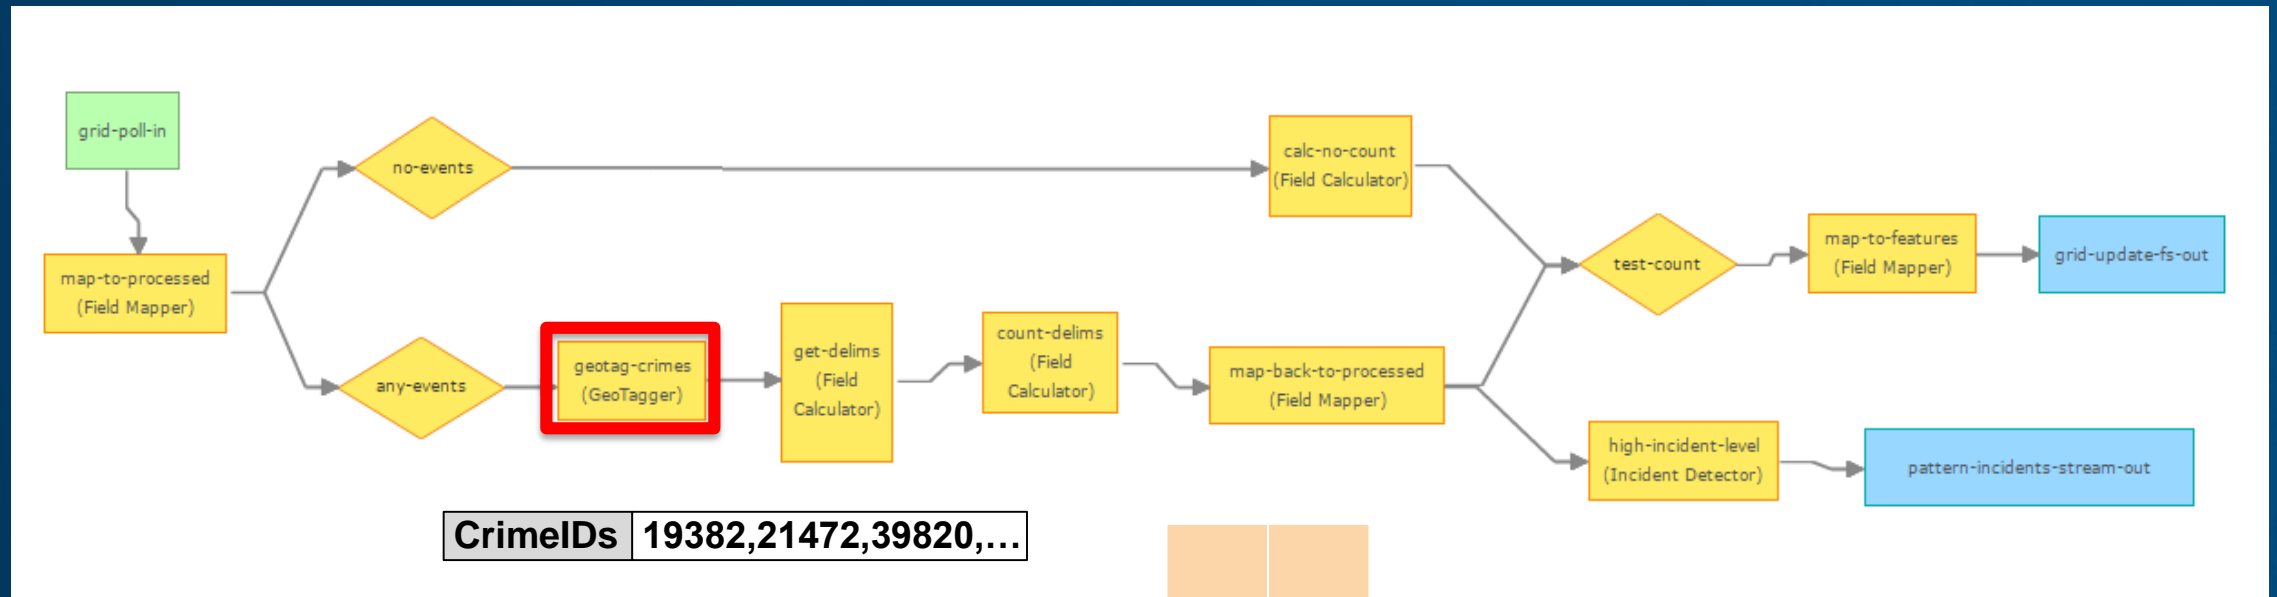 grid-poll-in
map-to-processed
(Field Mapper)
no-events
any-events
geotag-crimes
(GeoTagger)
get-delims
(Field
Calculator)
count-delims
(Field
Calculator)
map-back-to-processed
(Field Mapper)
calc-no-count
(Field Calculator)
test-count
map-to-features
(Field Mapper)
grid-update-fs-out
high-incident-level
(Incident Detector)
pattern-incidents-stream-out
CrimeIDs 19382,21472,39820,…